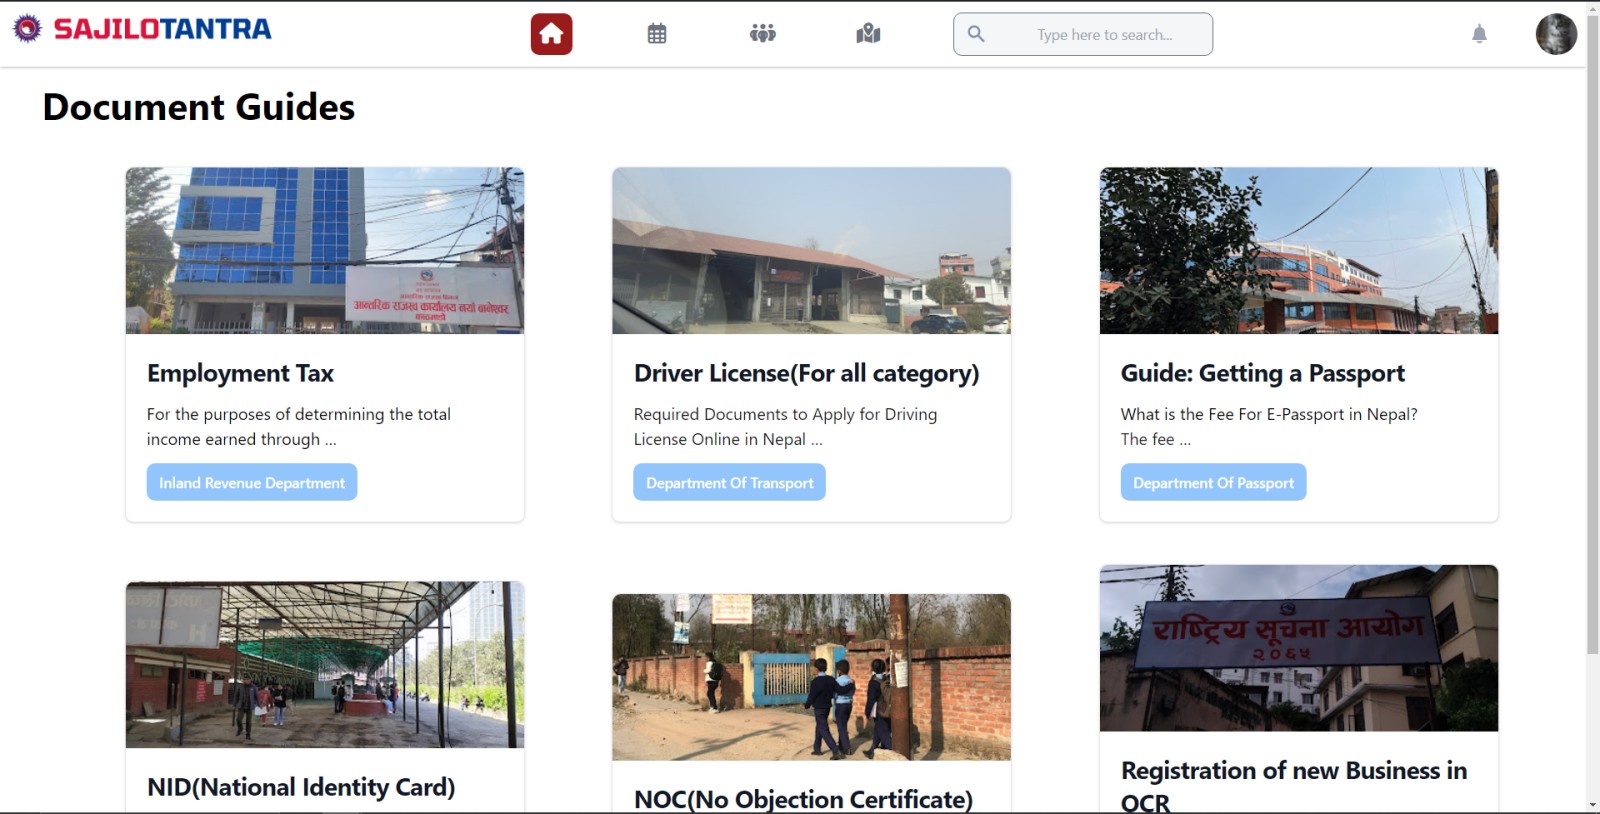 SAJILOTANTRA
Type here to search...
Document Guides
आन्तरिक राजस्व कार्यालय नयाँ बानेश्वर
काठमाडौं
Employment Tax
For the purposes of determining the total
income earned through ...
Inland Revenue Department
Driver License(For all category)
Required Documents to Apply for Driving
License Online in Nepal ...
Department Of Transport
Guide: Getting a Passport
What is the Fee For E-Passport in Nepal?
The fee ...
Department Of Passport
NID(National Identity Card)
NOC(No Objection Certificate)
राष्ट्रिय सूचना आयोग
२०६५
Registration of new Business in
OCR